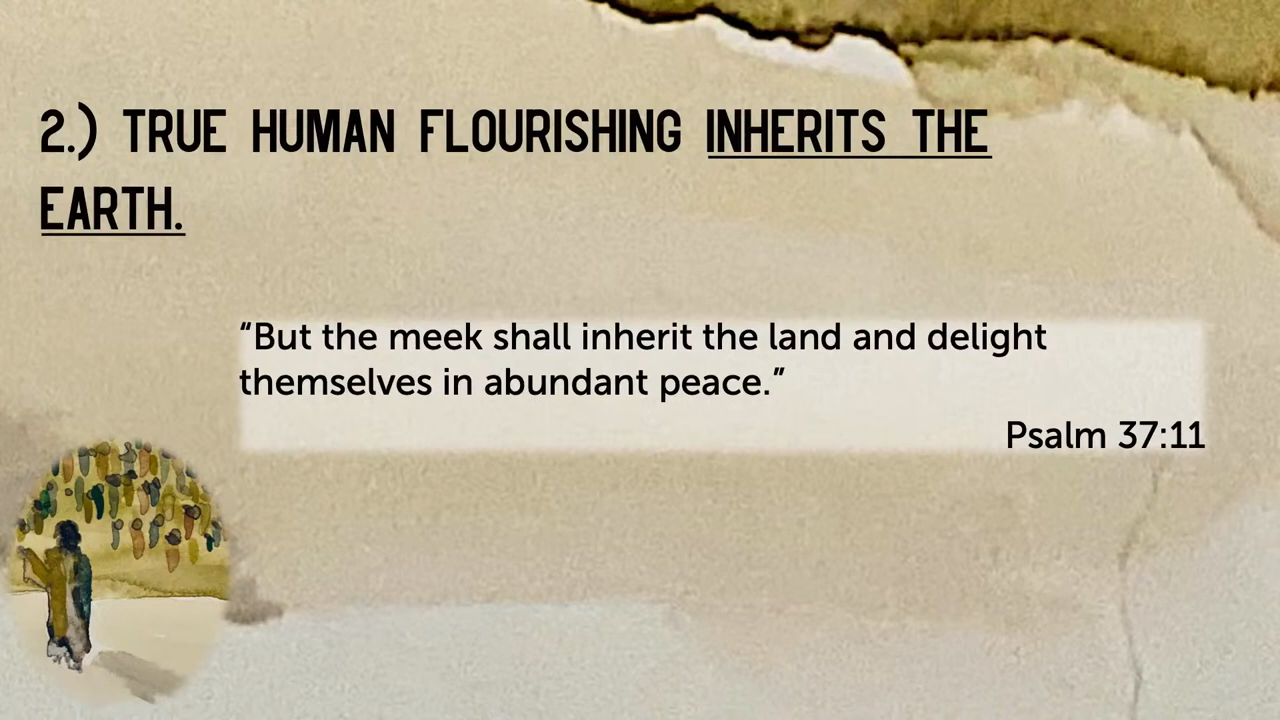 2.) TRUE HUMAN FLOURISHING INHERITS THE
EARTH.
“But the meek shall inherit the land and delight
themselves in abundant peace.”
Psalm 37:11